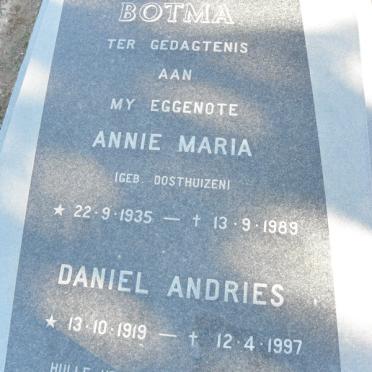 BOTMA
TER GEDAGTENIS
AAN
MY EGGENOTE
ANNIE MARIA
(GEB. OOSTHUIZEN)
★ 22·9·1935 — † 13·9·1989
DANIEL ANDRIES
★ 13·10·1919 — † 12·4·1997
HULLE